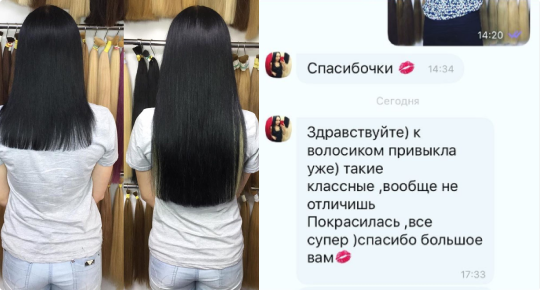 14:20
Спасибочки 💋 14:34
Сегодня
Здравствуйте) к
волосиком привыкла
уже) такие
классные ,вообще не
отличишь
Покрасилась ,все
супер )спасибо большое
вам💋
17:33